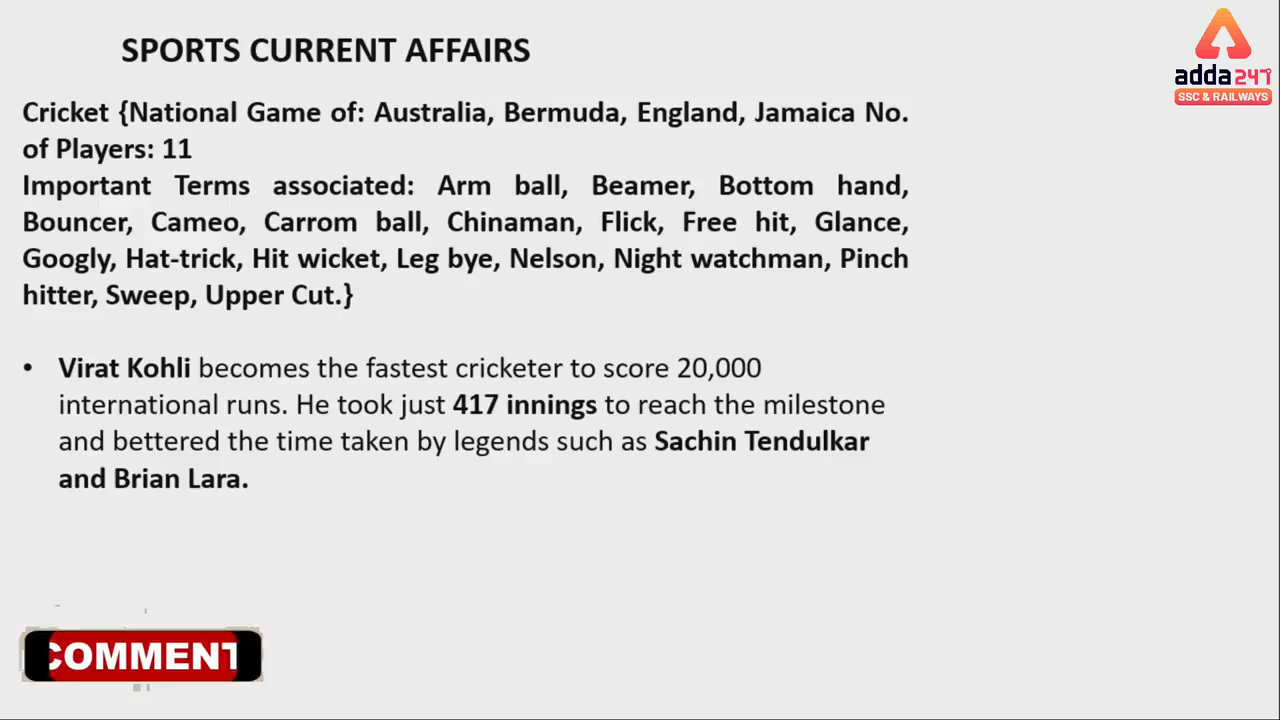 SPORTS CURRENT AFFAIRS
adda247
SSC & RAILWAYS
Cricket {National Game of: Australia, Bermuda, England, Jamaica No.
of Players: 11
Important Terms associated: Arm ball, Beamer, Bottom hand,
Bouncer, Cameo, Carrom ball, Chinaman, Flick, Free hit, Glance,
Googly, Hat-trick, Hit wicket, Leg bye, Nelson, Night watchman, Pinch
hitter, Sweep, Upper Cut.}
• Virat Kohli becomes the fastest cricketer to score 20,000
international runs. He took just 417 innings to reach the milestone
and bettered the time taken by legends such as Sachin Tendulkar
and Brian Lara.
COMMENT